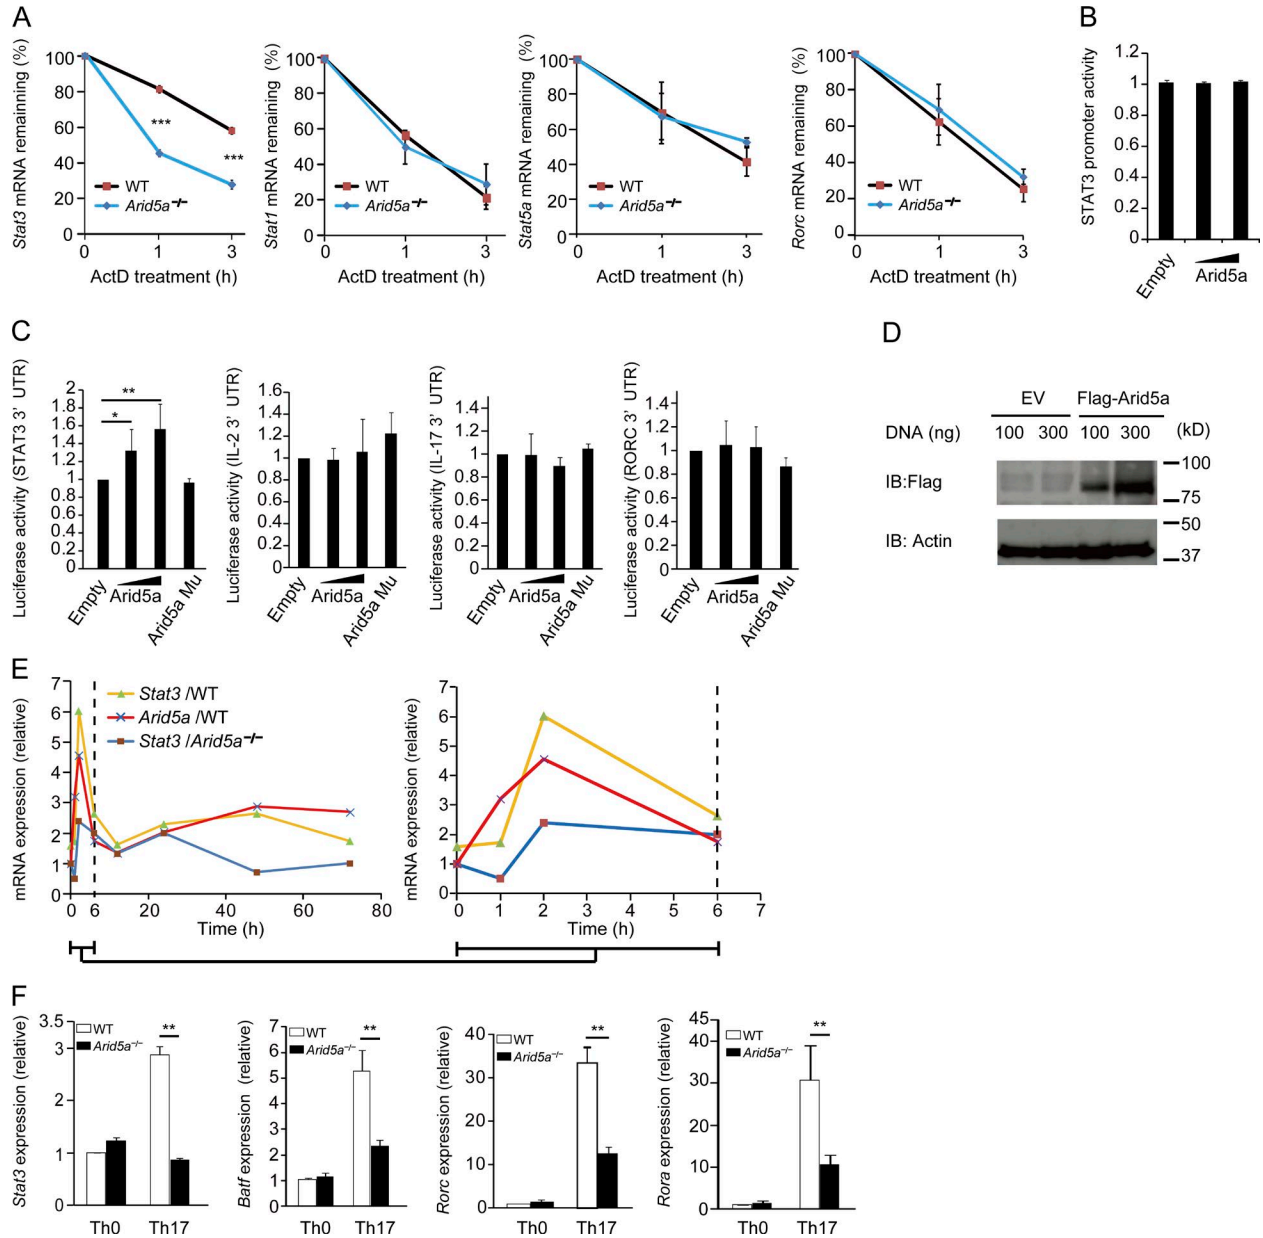 A
B
Stat3 mRNA remaining (%)
100
80
60
40
20
0
***
***
WT
Arid5a−/−
0
1
3
ActD treatment (h)
Stat1 mRNA remaining (%)
100
80
60
40
20
0
WT
Arid5a−/−
0
1
3
ActD treatment (h)
Stat5a mRNA remaining (%)
100
80
60
40
20
0
WT
Arid5a−/−
0
1
3
ActD treatment (h)
Rorc mRNA remaining (%)
100
80
60
40
20
0
WT
Arid5a−/−
0
1
3
ActD treatment (h)
STAT3 promoter activity
1.2
1
0.8
0.6
0.4
0.2
0
Empty
Arid5a
C
Luciferase activity (STAT3 3' UTR)
2
1.8
1.6
1.4
1.2
1
0.8
0.6
0.4
0.2
0
**
*
Empty
Arid5a
Arid5a Mu
Luciferase activity (IL-2 3' UTR)
1.6
1.4
1.2
1
0.8
0.6
0.4
0.2
0
Empty
Arid5a
Arid5a Mu
Luciferase activity (IL-17 3' UTR)
1.4
1.2
1
0.8
0.6
0.4
0.2
0
Empty
Arid5a
Arid5a Mu
Luciferase activity (RORC 3' UTR)
1.4
1.2
1
0.8
0.6
0.4
0.2
0
Empty
Arid5a
Arid5a Mu
D
EV Flag-Arid5a
DNA (ng) 100 300 100 300 (kD)
IB:Flag
100
75
IB: Actin
50
37
E
mRNA expression (relative)
7
6
5
4
3
2
1
0
Stat3 /WT
Arid5a /WT
Stat3 /Arid5a−/−
0 6 20 40 60 80
Time (h)
mRNA expression (relative)
7
6
5
4
3
2
1
0
0 1 2 3 4 5 6 7
Time (h)
F
Stat3 expression (relative)
3.5
3
2
1
0
WT
Arid5a−/−
**
Th0 Th17
Batf expression (relative)
7
6
5
4
3
2
1
0
WT
Arid5a−/−
**
Th0 Th17
Rorc expression (relative)
40
30
20
10
0
WT
Arid5a−/−
**
Th0 Th17
Rora expression (relative)
45
40
30
20
10
0
WT
Arid5a−/−
**
Th0 Th17